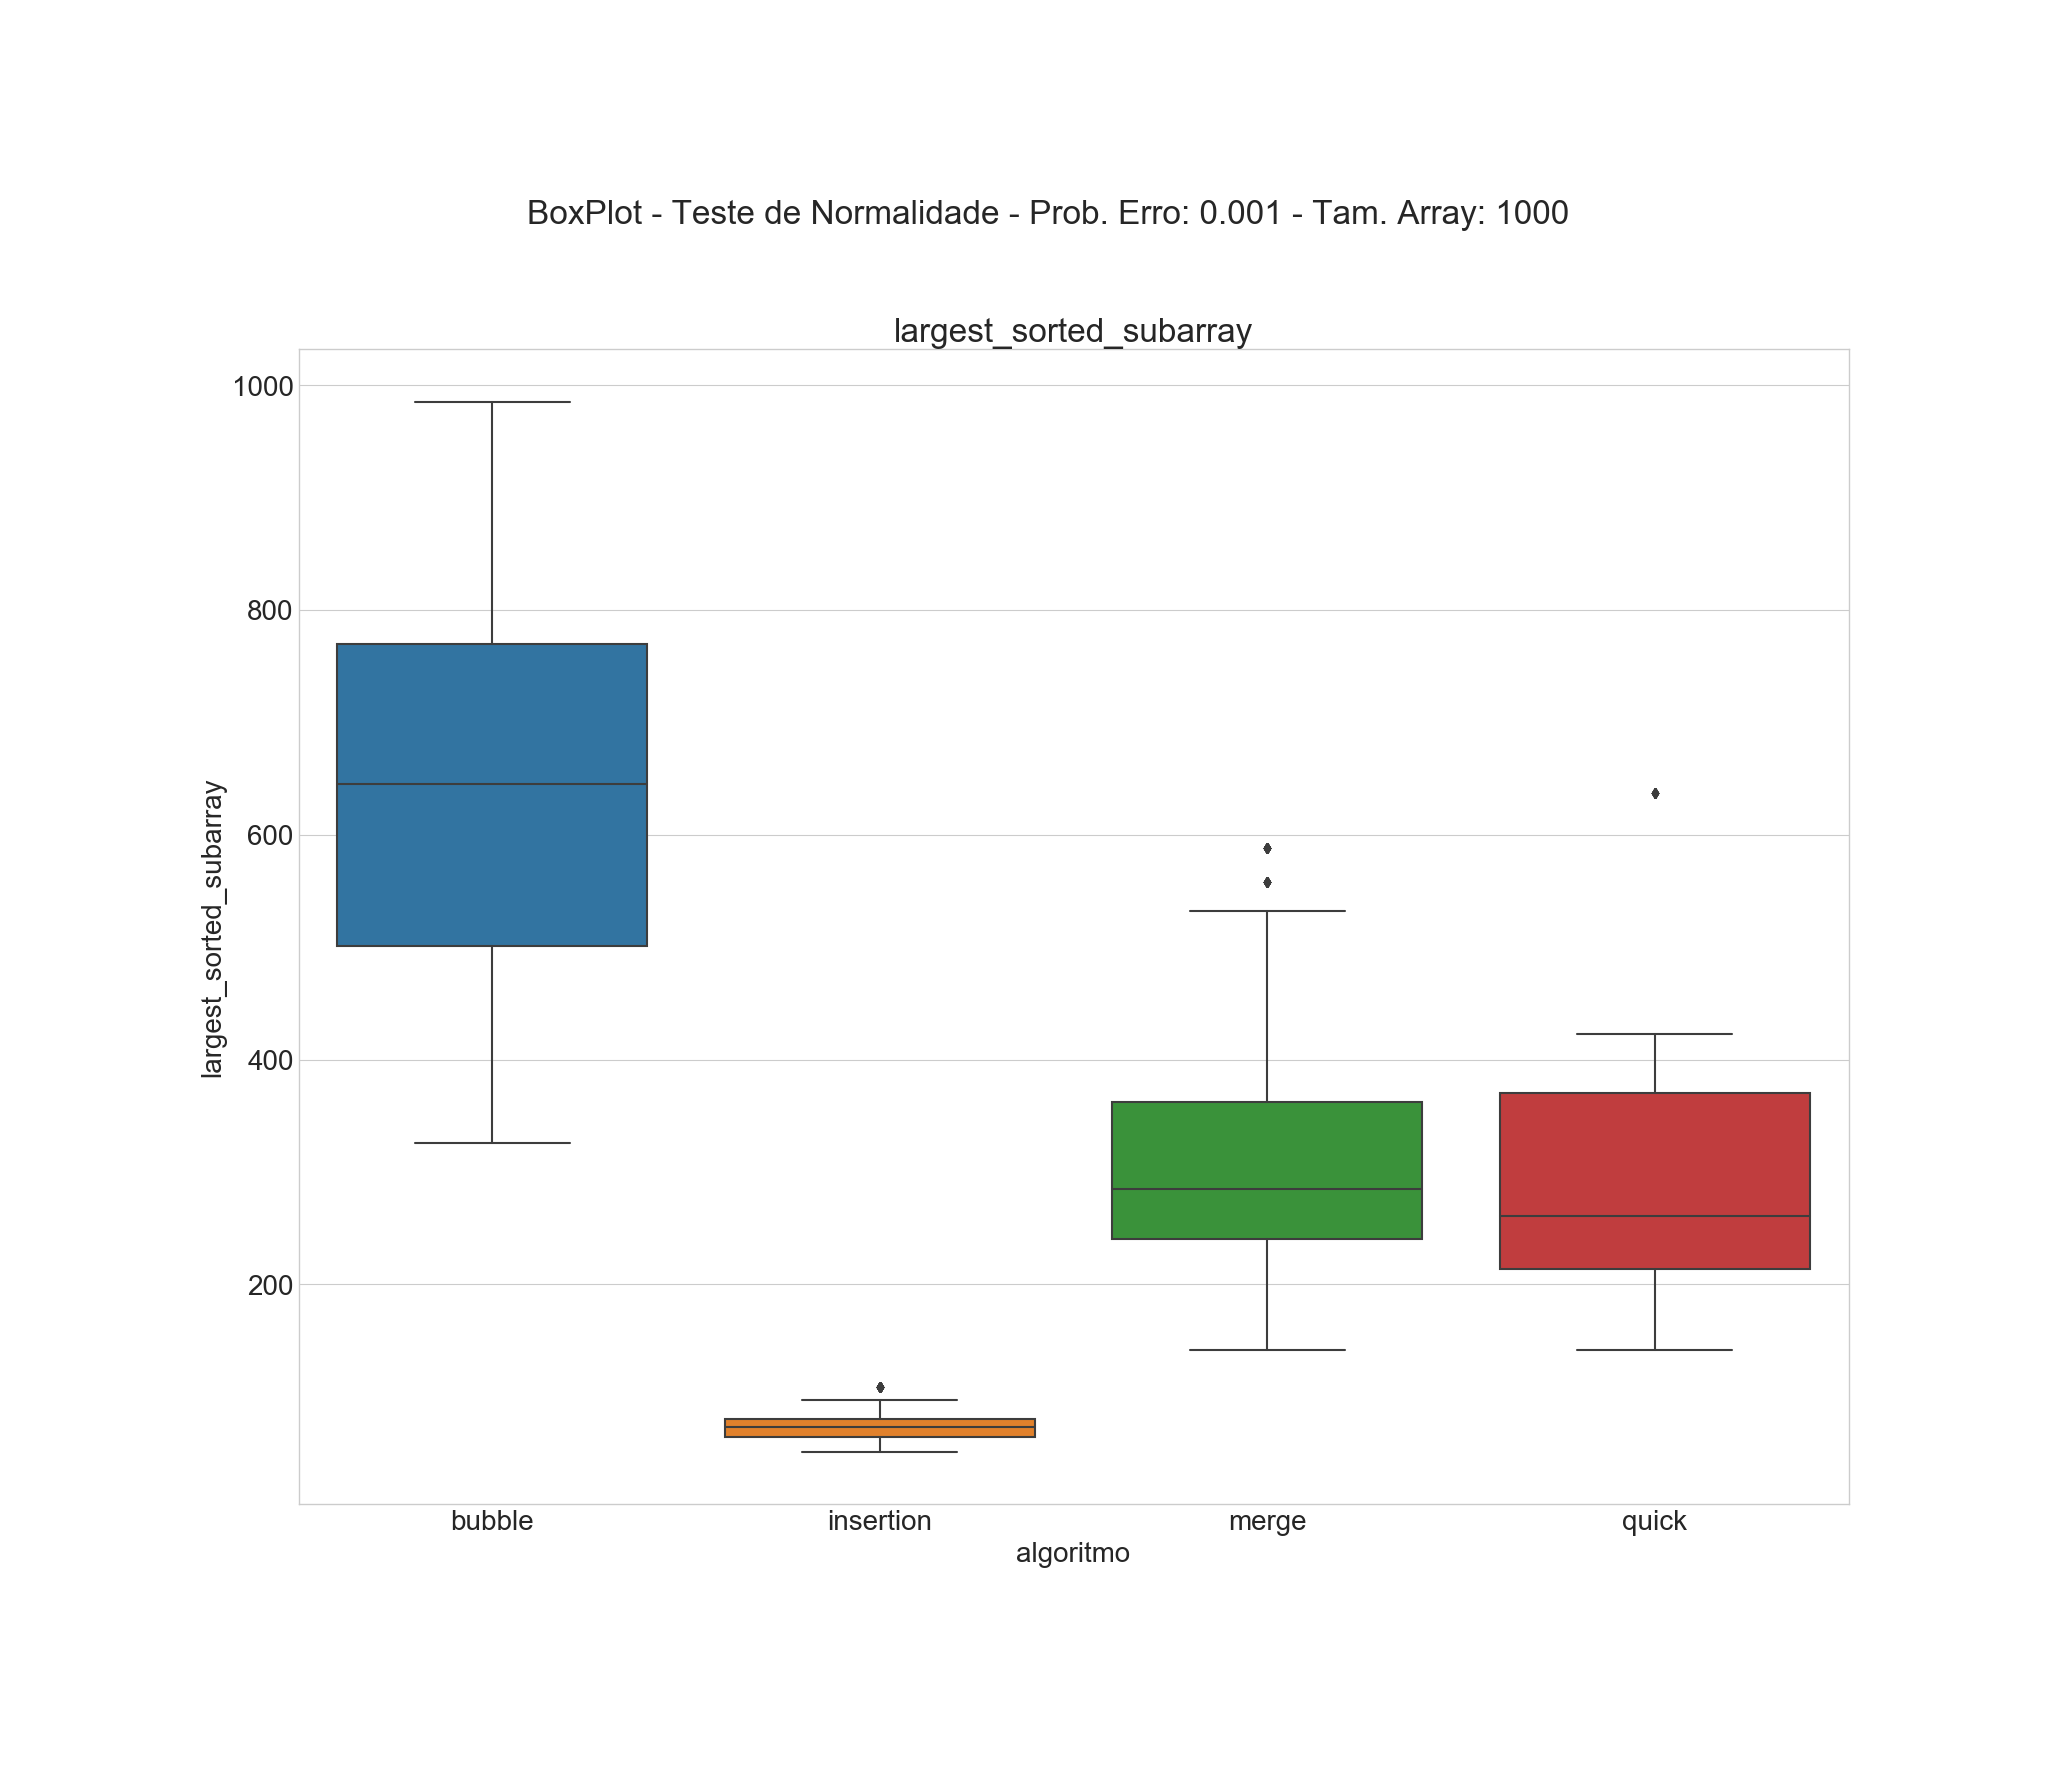 BoxPlot - Teste de Normalidade - Prob. Erro: 0.001 - Tam. Array: 1000
largest_sorted_subarray
1000
800
600
400
200
largest_sorted_subarray
bubble insertion merge quick
algoritmo